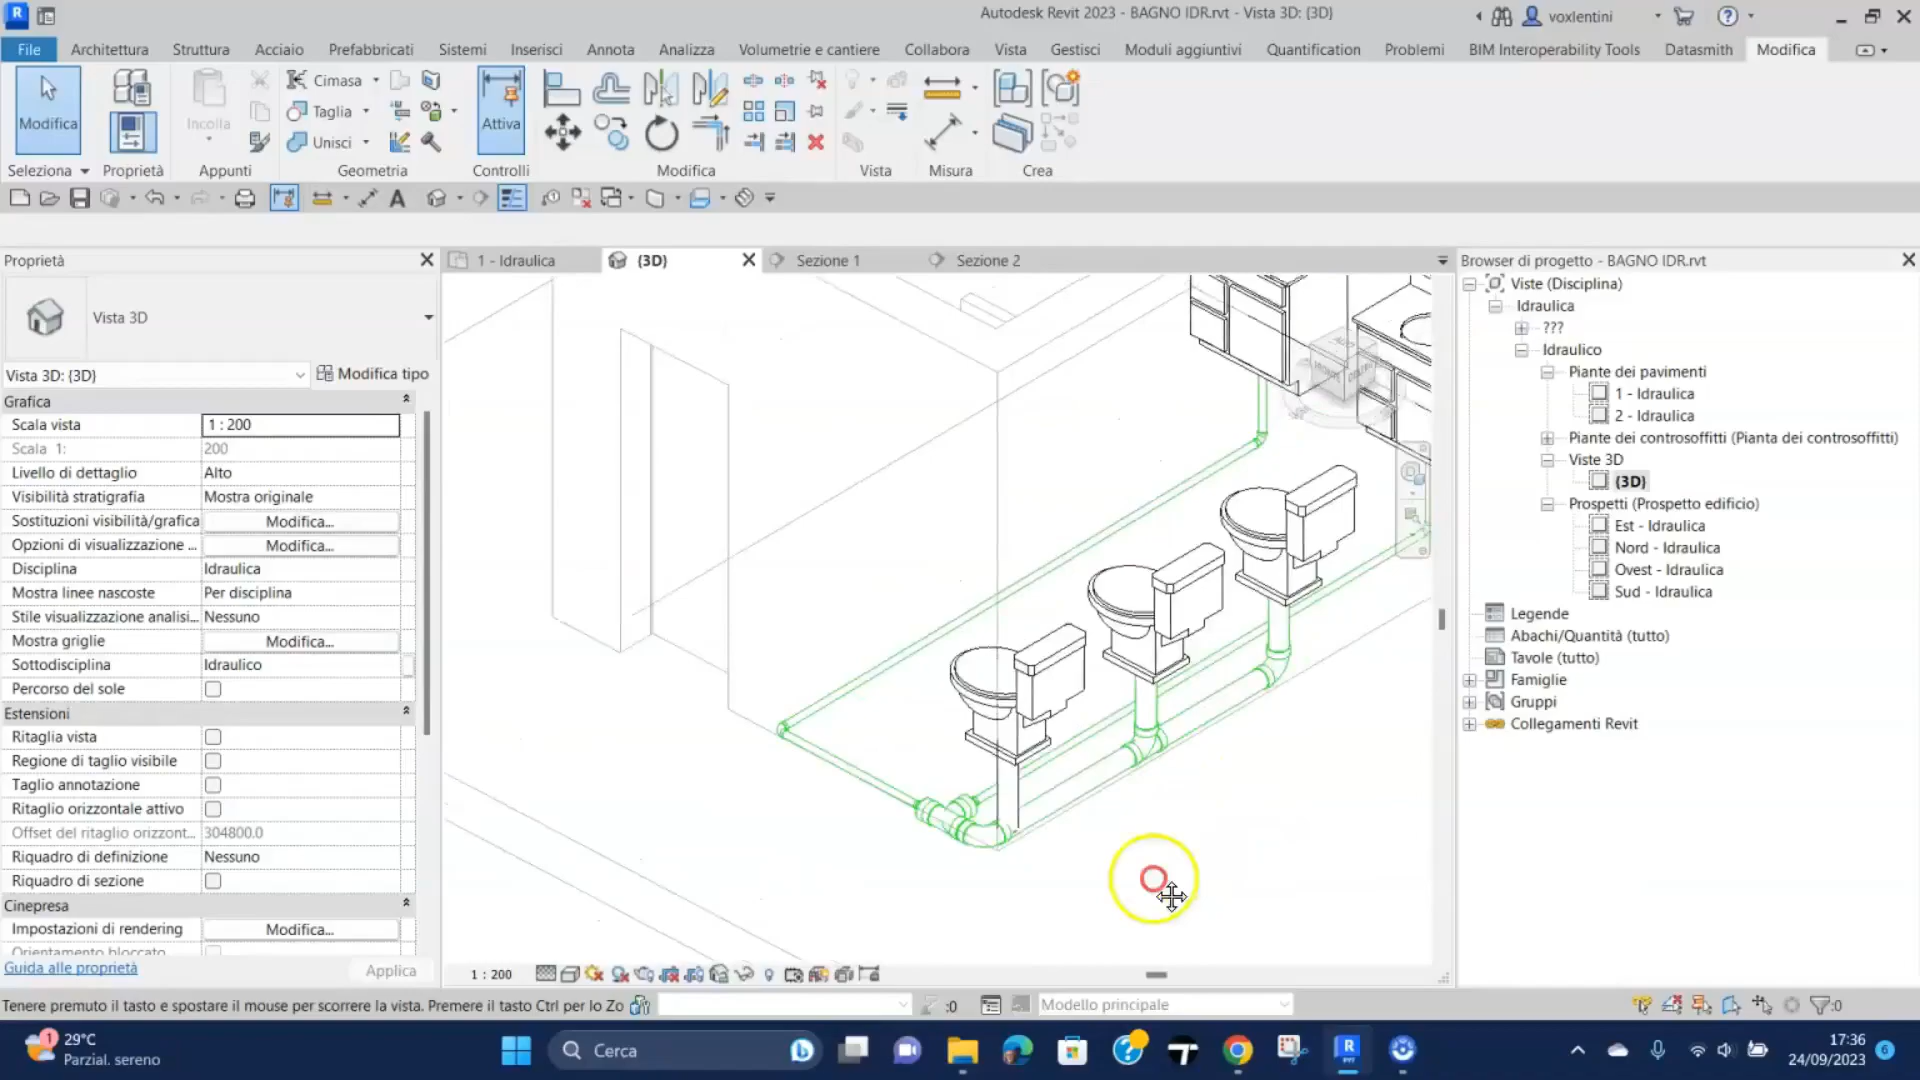 Autodesk Revit 2023 - BAGNO IDR.rvt - Vista 3D: {3D}
voxlentini
File Architettura Struttura Acciaio Prefabbricati Sistemi Inserisci Annota Analizza Volumetrie e cantiere Collabora Vista Gestisci Moduli aggiuntivi Quantification Problemi BIM Interoperability Tools Datasmith Modifica
Modifica
Incolla
Cimasa
Taglia
Unisci
Attiva
Seleziona Proprietà Appunti Geometria Controlli Modifica Vista Misura Crea
Proprietà
1 - Idraulica {3D} Sezione 1 Sezione 2
Vista 3D
Vista 3D: {3D} Modifica tipo
Grafica
Scala vista 1 : 200
Scala 1: 200
Livello di dettaglio Alto
Visibilità stratigrafia Mostra originale
Sostituzioni visibilità/grafica Modifica...
Opzioni di visualizzazione ... Modifica...
Disciplina Idraulica
Mostra linee nascoste Per disciplina
Stile visualizzazione analisi... Nessuno
Mostra griglie Modifica...
Sottodisciplina Idraulico
Percorso del sole
Estensioni
Ritaglia vista
Regione di taglio visibile
Taglio annotazione
Ritaglio orizzontale attivo
Offset del ritaglio orizzont... 304800.0
Riquadro di definizione Nessuno
Riquadro di sezione
Cinepresa
Impostazioni di rendering Modifica...
Orientamento bloccato
Guida alle proprietà Applica
1 : 200
Browser di progetto - BAGNO IDR.rvt
Viste (Disciplina)
Idraulica
???
Idraulico
Piante dei pavimenti
1 - Idraulica
2 - Idraulica
Piante dei controsoffitti (Pianta dei controsoffitti)
Viste 3D
{3D}
Prospetti (Prospetto edificio)
Est - Idraulica
Nord - Idraulica
Ovest - Idraulica
Sud - Idraulica
Legende
Abachi/Quantità (tutto)
Tavole (tutto)
Famiglie
Gruppi
Collegamenti Revit
Tenere premuto il tasto e spostare il mouse per scorrere la vista. Premere il tasto Ctrl per lo Zo
:0
Modello principale
:0
29°C
Parzial. sereno
Cerca
17:36
24/09/2023